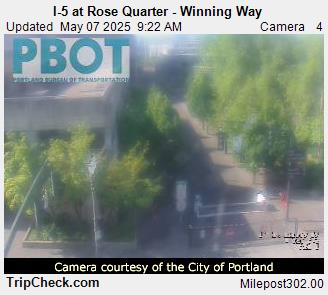 I-5 at Rose Quarter - Winning Way
Updated May 07 2025 9:22 AM Camera 4
PBOT
PORTLAND BUREAU OF TRANSPORTATION
Camera courtesy of the City of Portland
TripCheck.com Milepost302.00